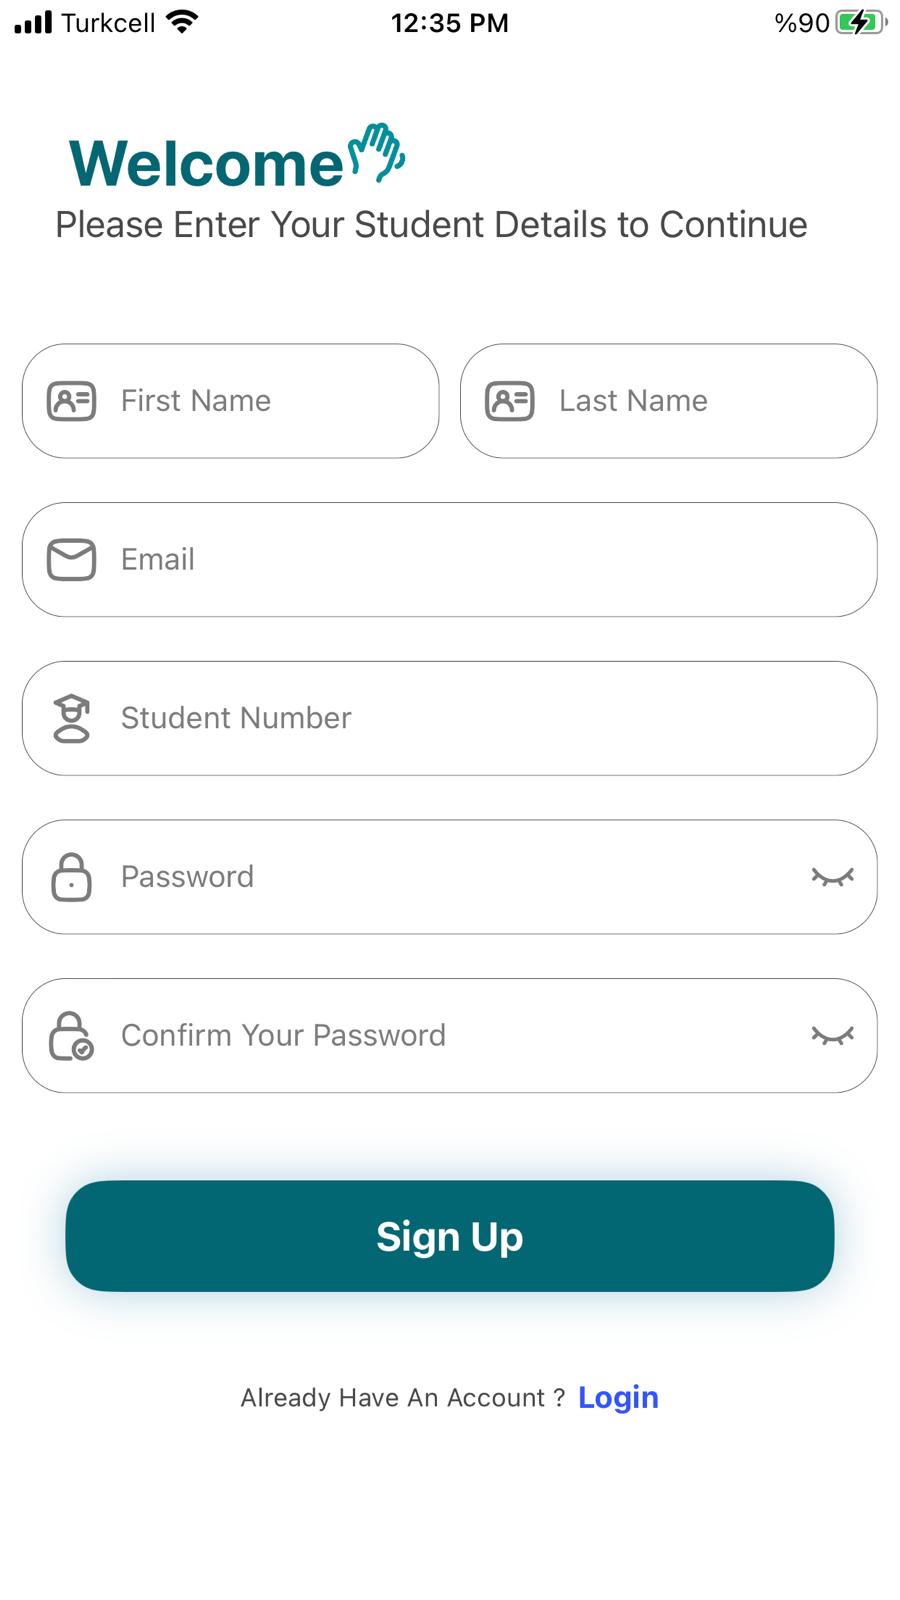 Turkcell 12:35 PM %90
Welcome
Please Enter Your Student Details to Continue
First Name Last Name
Email
Student Number
Password
Confirm Your Password
Sign Up
Already Have An Account ? Login